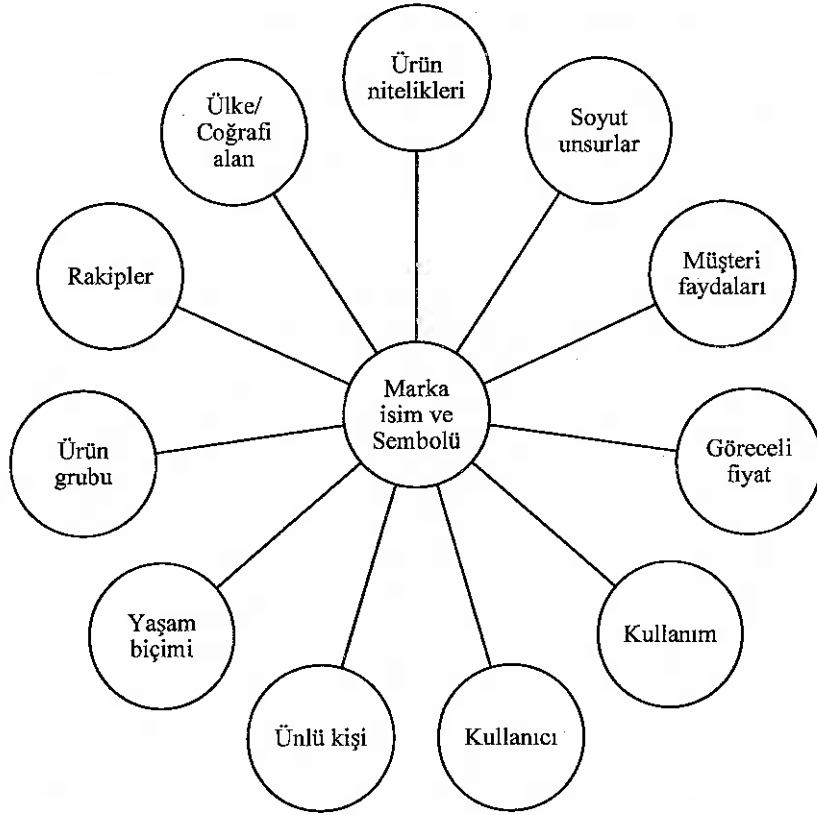 Ürün
nitelikleri
Soyut
unsurlar
Müşteri
faydaları
Göreceli
fiyat
Kullanım
Kullanıcı
Ünlü kişi
Yaşam
biçimi
Ürün
grubu
Rakipler
Ülke/
Coğrafi
alan
Marka
isim ve
Sembolü